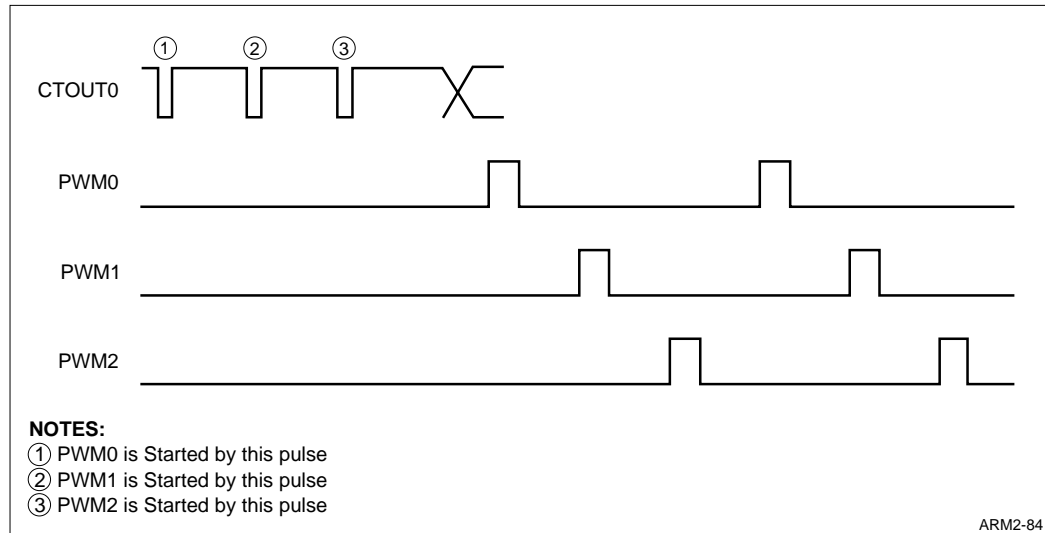 ① ② ③
CTOUT0
PWM0
PWM1
PWM2
NOTES:
① PWM0 is Started by this pulse
② PWM1 is Started by this pulse
③ PWM2 is Started by this pulse
ARM2-84